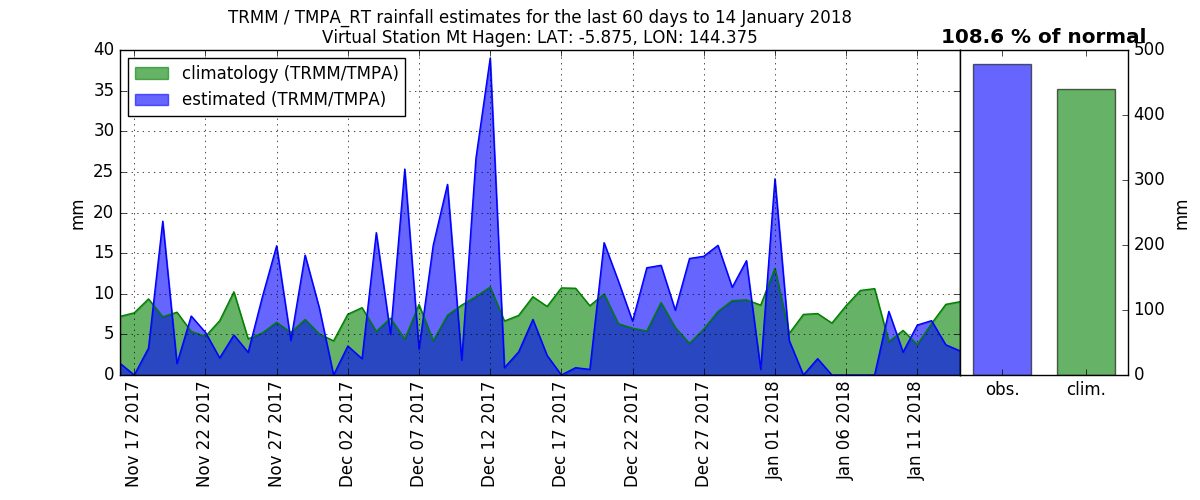 TRMM / TMPA_RT rainfall estimates for the last 60 days to 14 January 2018
Virtual Station Mt Hagen: LAT: -5.875, LON: 144.375
108.6 % of normal
climatology (TRMM/TMPA)
estimated (TRMM/TMPA)
40
35
30
25
20
15
10
5
0
mm
500
400
300
200
100
0
mm
obs.
clim.
Nov 17 2017
Nov 22 2017
Nov 27 2017
Dec 02 2017
Dec 07 2017
Dec 12 2017
Dec 17 2017
Dec 22 2017
Dec 27 2017
Jan 01 2018
Jan 06 2018
Jan 11 2018